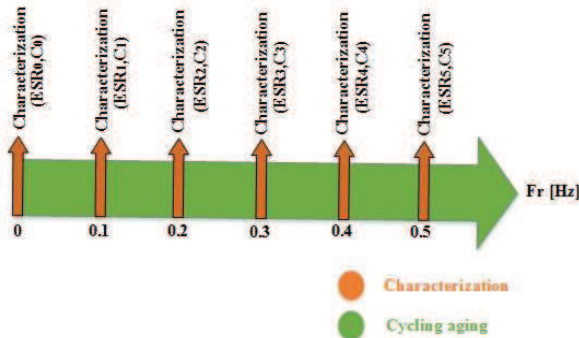 Characterization
(ESR0,C0)
Characterization
(ESR1,C1)
Characterization
(ESR2,C2)
Characterization
(ESR3,C3)
Characterization
(ESR4,C4)
Characterization
(ESR5,C5)
Fr [Hz]
0
0.1
0.2
0.3
0.4
0.5
Characterization
Cycling aging